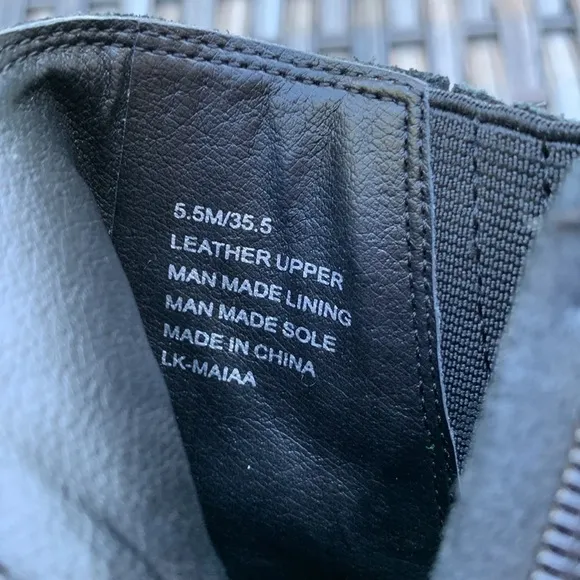 5.5M/35.5
LEATHER UPPER
MAN MADE LINING
MAN MADE SOLE
MADE IN CHINA
LK-MAIAA